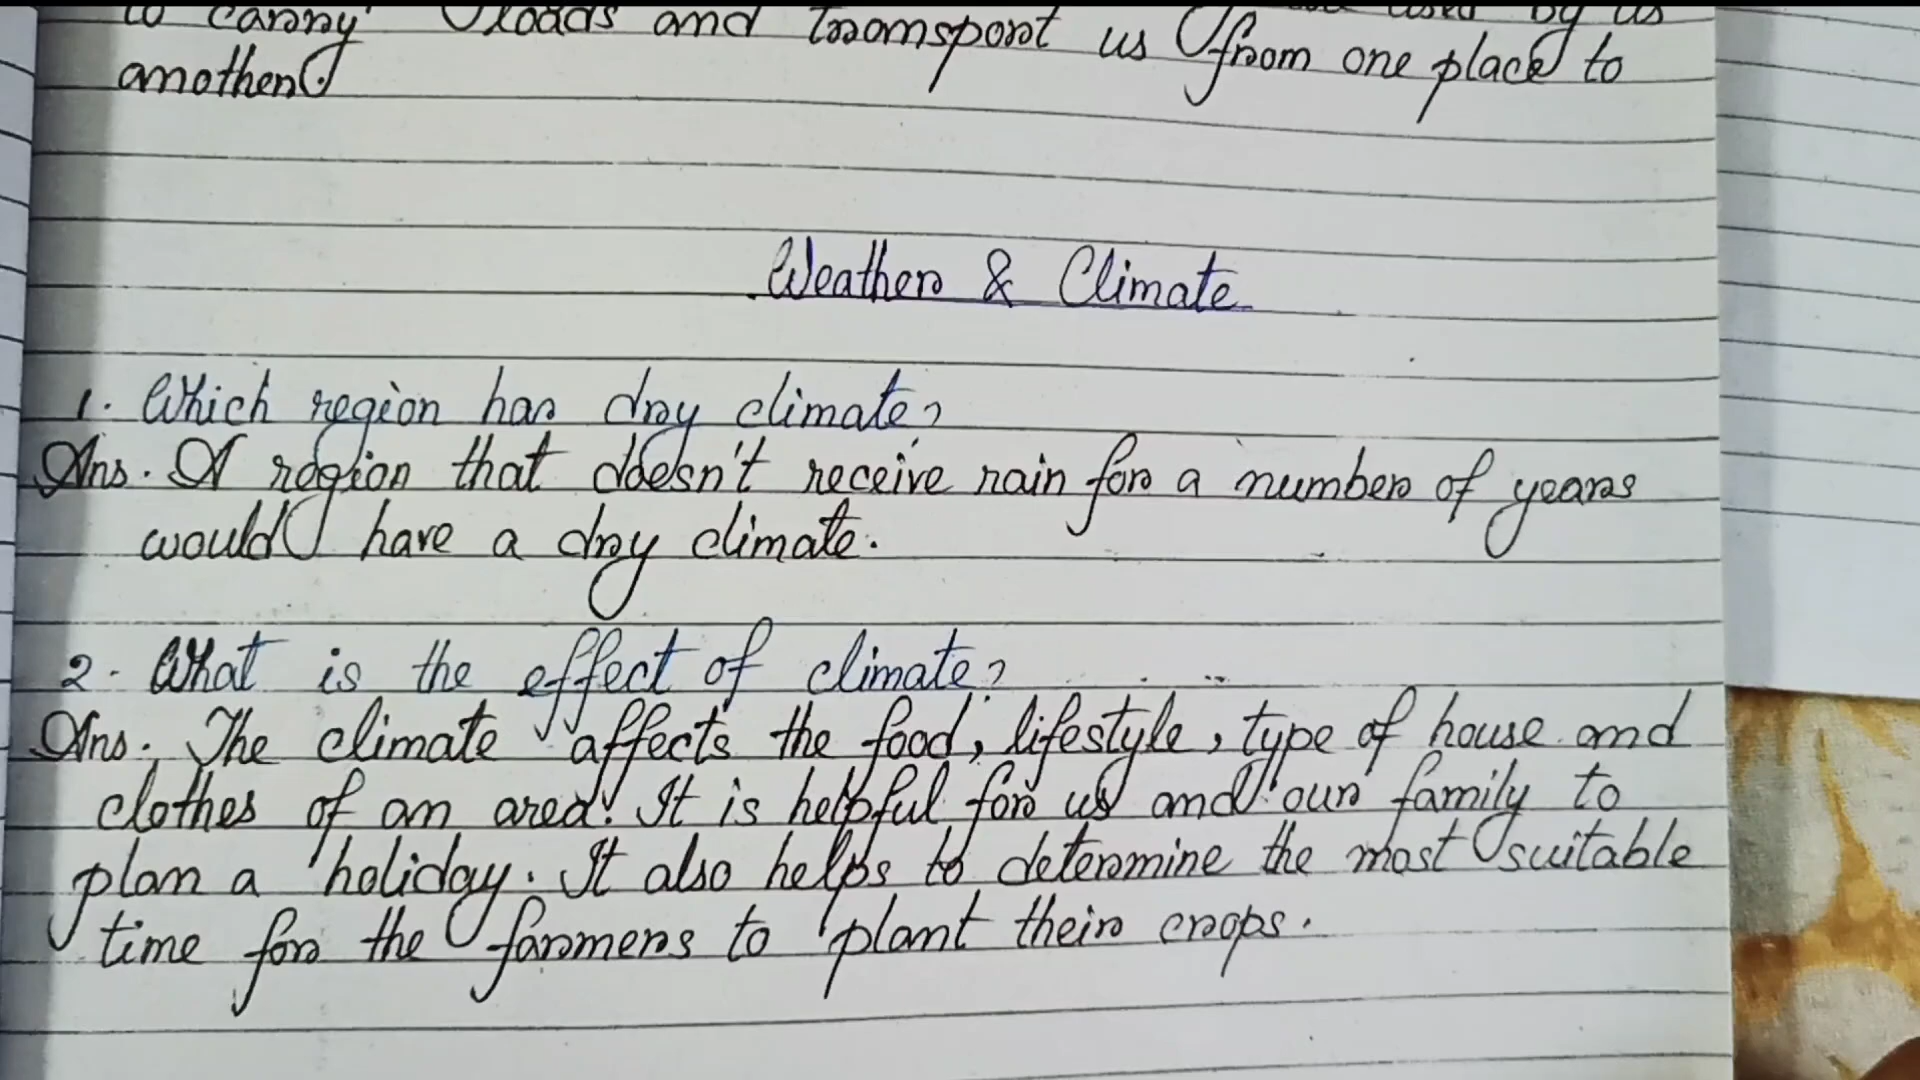 to carry loads and transport us from one place to
used by us
another.
Weather & Climate
1. Which region has dry climate?
Ans. A region that doesn't receive rain for a number of years
would have a dry climate.
2. What is the effect of climate?
Ans. The climate affects the food, lifestyle, type of house and
clothes of an area. It is helpful for us and our family to
plan a holiday. It also helps to determine the most suitable
time for the farmers to plant their crops.